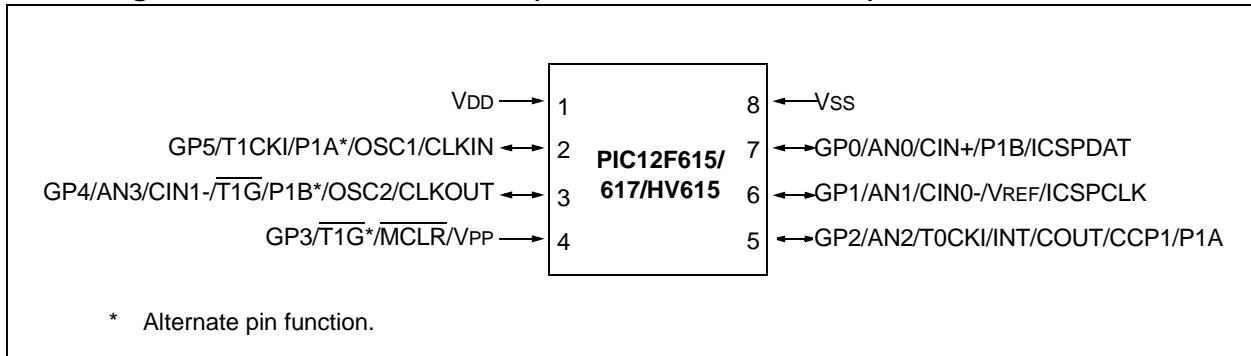 VDD 1 8 VSS
GP5/T1CKI/P1A*/OSC1/CLKIN 2 PIC12F615/ 7 GP0/AN0/CIN+/P1B/ICSPDAT
GP4/AN3/CIN1-/T1G/P1B*/OSC2/CLKOUT 3 617/HV615 6 GP1/AN1/CIN0-/VREF/ICSPCLK
GP3/T1G*/MCLR/VPP 4 5 GP2/AN2/T0CKI/INT/COUT/CCP1/P1A
* Alternate pin function.